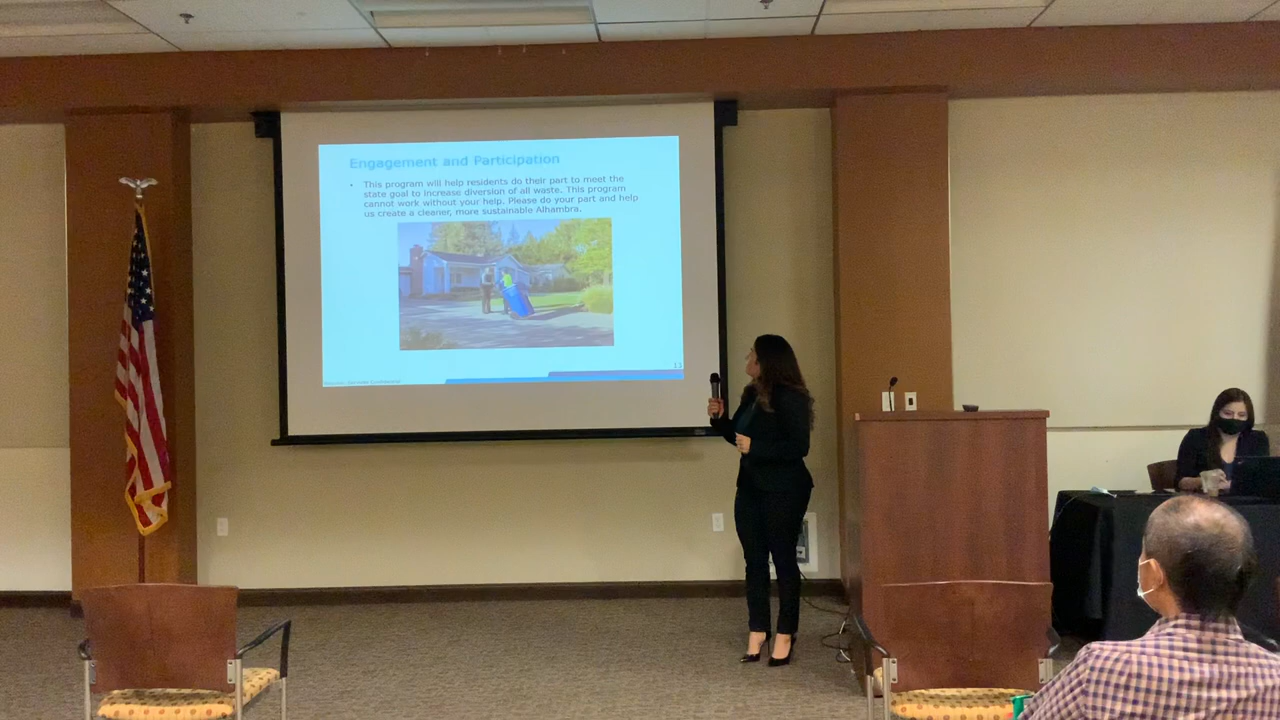 Engagement and Participation
• This program will help residents do their part to meet the
state goal to increase diversion of all waste. This program
cannot work without your help. Please do your part and help
us create a cleaner, more sustainable Alhambra.
13